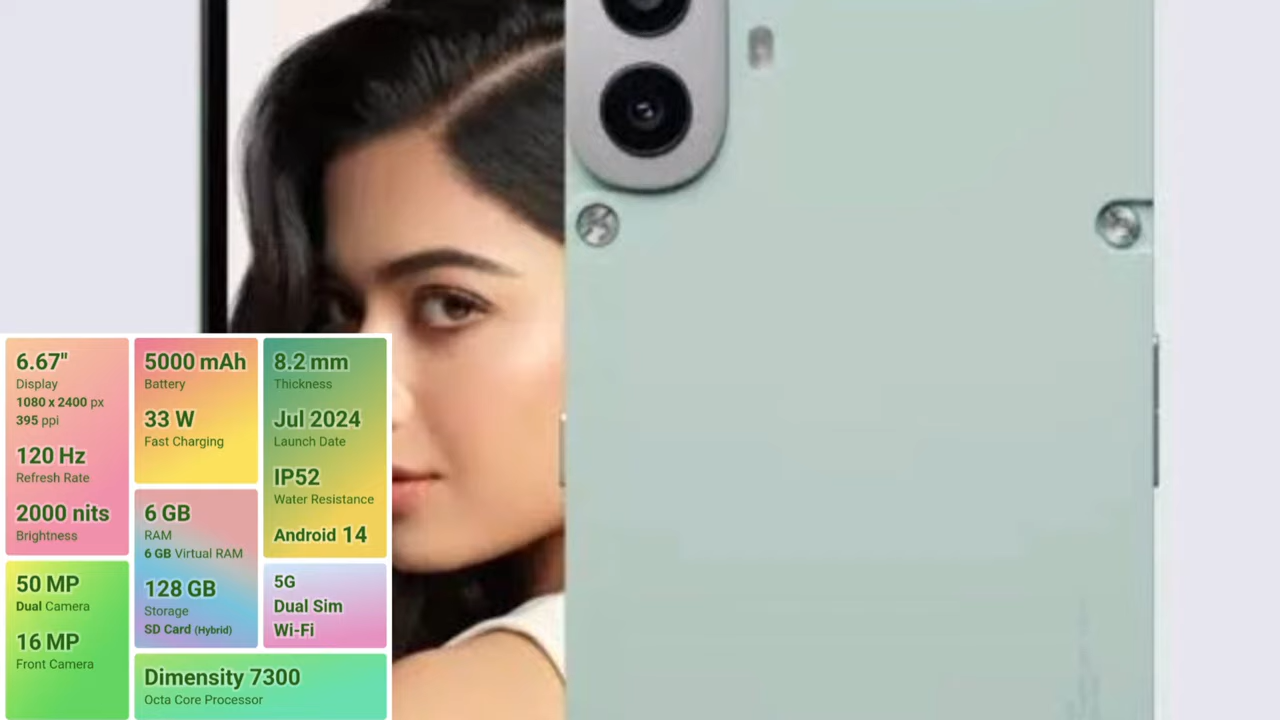 6.67"
Display
1080 x 2400 px
395 ppi
120 Hz
Refresh Rate
2000 nits
Brightness
50 MP
Dual Camera
16 MP
Front Camera
5000 mAh
Battery
33 W
Fast Charging
6 GB
RAM
6 GB Virtual RAM
128 GB
Storage
SD Card (Hybrid)
8.2 mm
Thickness
Jul 2024
Launch Date
IP52
Water Resistance
Android 14
5G
Dual Sim
Wi-Fi
Dimensity 7300
Octa Core Processor